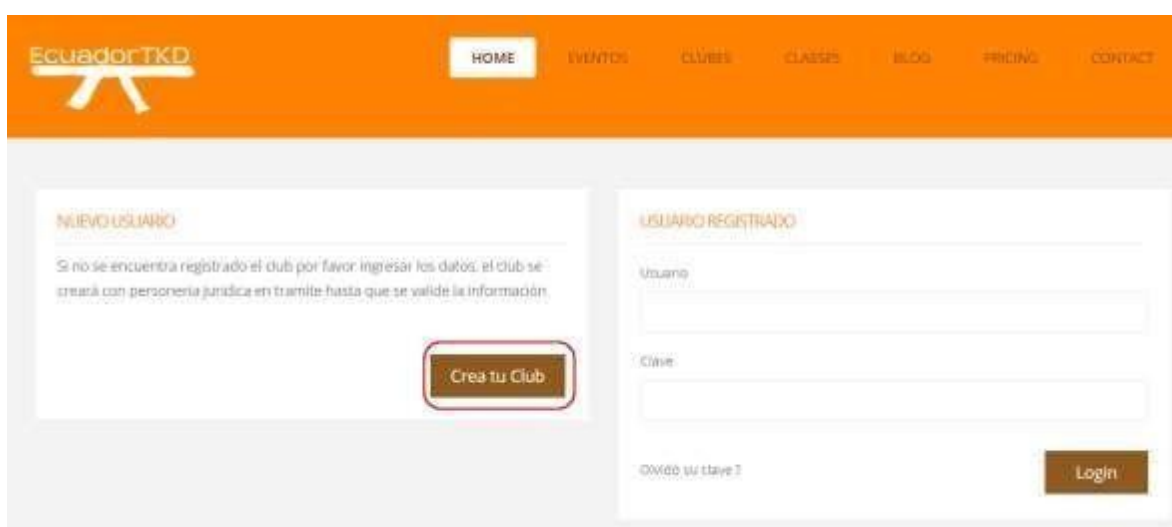 EcuadorTKD
HOME EVENTOS CLUBES CLASSES BLOG PRICING CONTACT
NUEVO USUARIO
Si no se encuentra registrado el club por favor ingresar los datos, el club se
creará con personeria juridica en tramite hasta que se valide la información
Crea tu Club
USUARIO REGISTRADO
Usuario
Clave
Olvidó su clave ?
Login